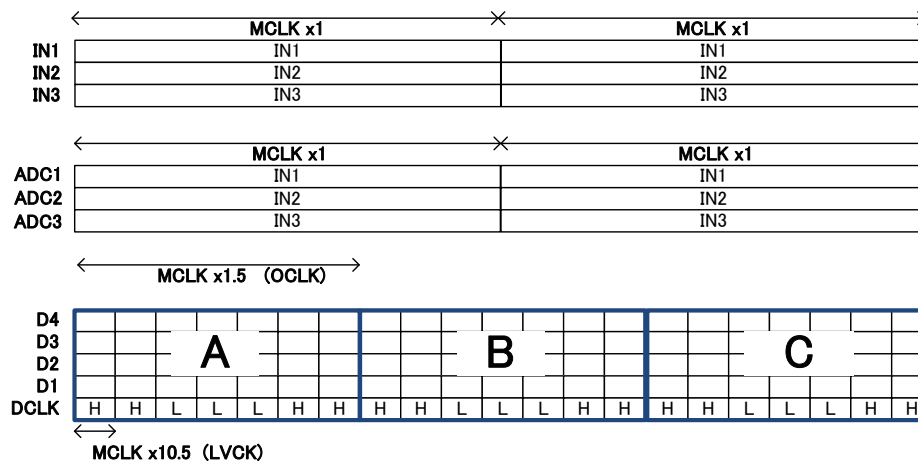 MCLK x1 MCLK x1
IN1 IN1 IN1
IN2 IN2 IN2
IN3 IN3 IN3
MCLK x1 MCLK x1
ADC1 IN1 IN1
ADC2 IN2 IN2
ADC3 IN3 IN3
MCLK x1.5 (OCLK)
D4
D3
D2
D1
A B C
DCLK H H L L L H H H H L L L H H H H L L L H H
MCLK x10.5 (LVCK)